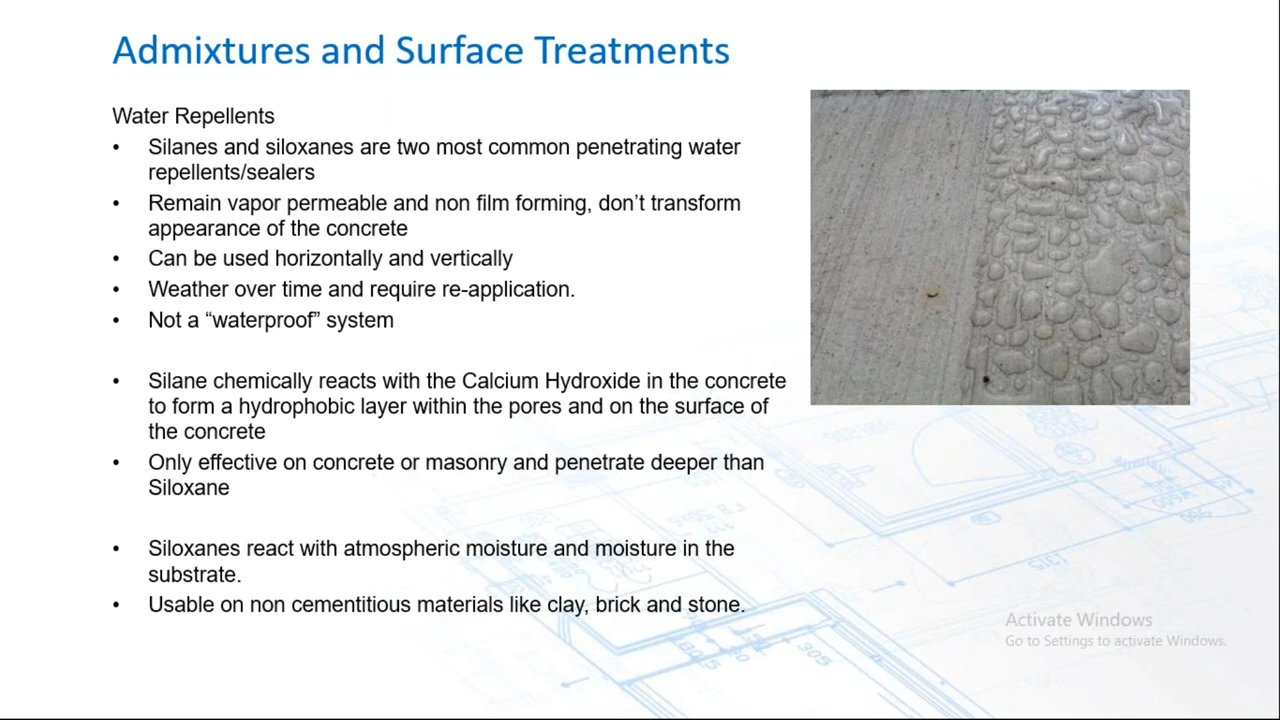 Admixtures and Surface Treatments
Water Repellents
• Silanes and siloxanes are two most common penetrating water
repellents/sealers
• Remain vapor permeable and non film forming, don’t transform
appearance of the concrete
• Can be used horizontally and vertically
• Weather over time and require re-application.
• Not a “waterproof” system
• Silane chemically reacts with the Calcium Hydroxide in the concrete
to form a hydrophobic layer within the pores and on the surface of
the concrete
• Only effective on concrete or masonry and penetrate deeper than
Siloxane
• Siloxanes react with atmospheric moisture and moisture in the
substrate.
• Usable on non cementitious materials like clay, brick and stone.
1315
305
Activate Windows
Go to Settings to activate Windows.